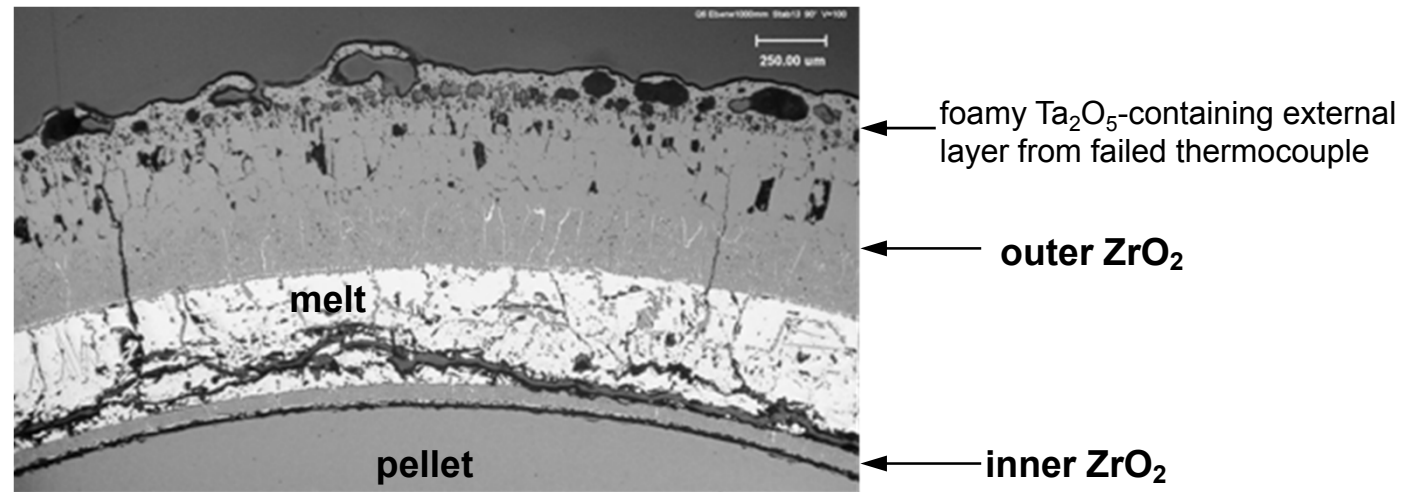 Q6 Ebene1000mm Stab13 90° V=100
250.00 um
foamy Ta₂O₅-containing external
layer from failed thermocouple
outer ZrO₂
melt
pellet
inner ZrO₂